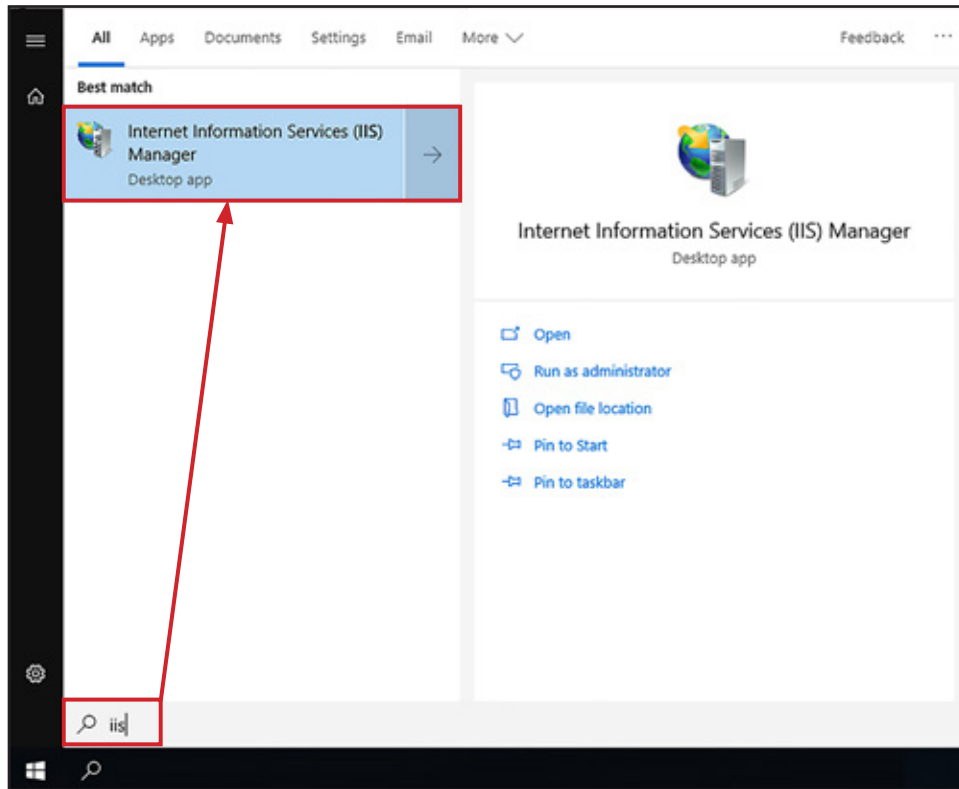 All Apps Documents Settings Email More Feedback ...
Best match
Internet Information Services (IIS)
Manager
Desktop app
Internet Information Services (IIS) Manager
Desktop app
Open
Run as administrator
Open file location
Pin to Start
Pin to taskbar
iis